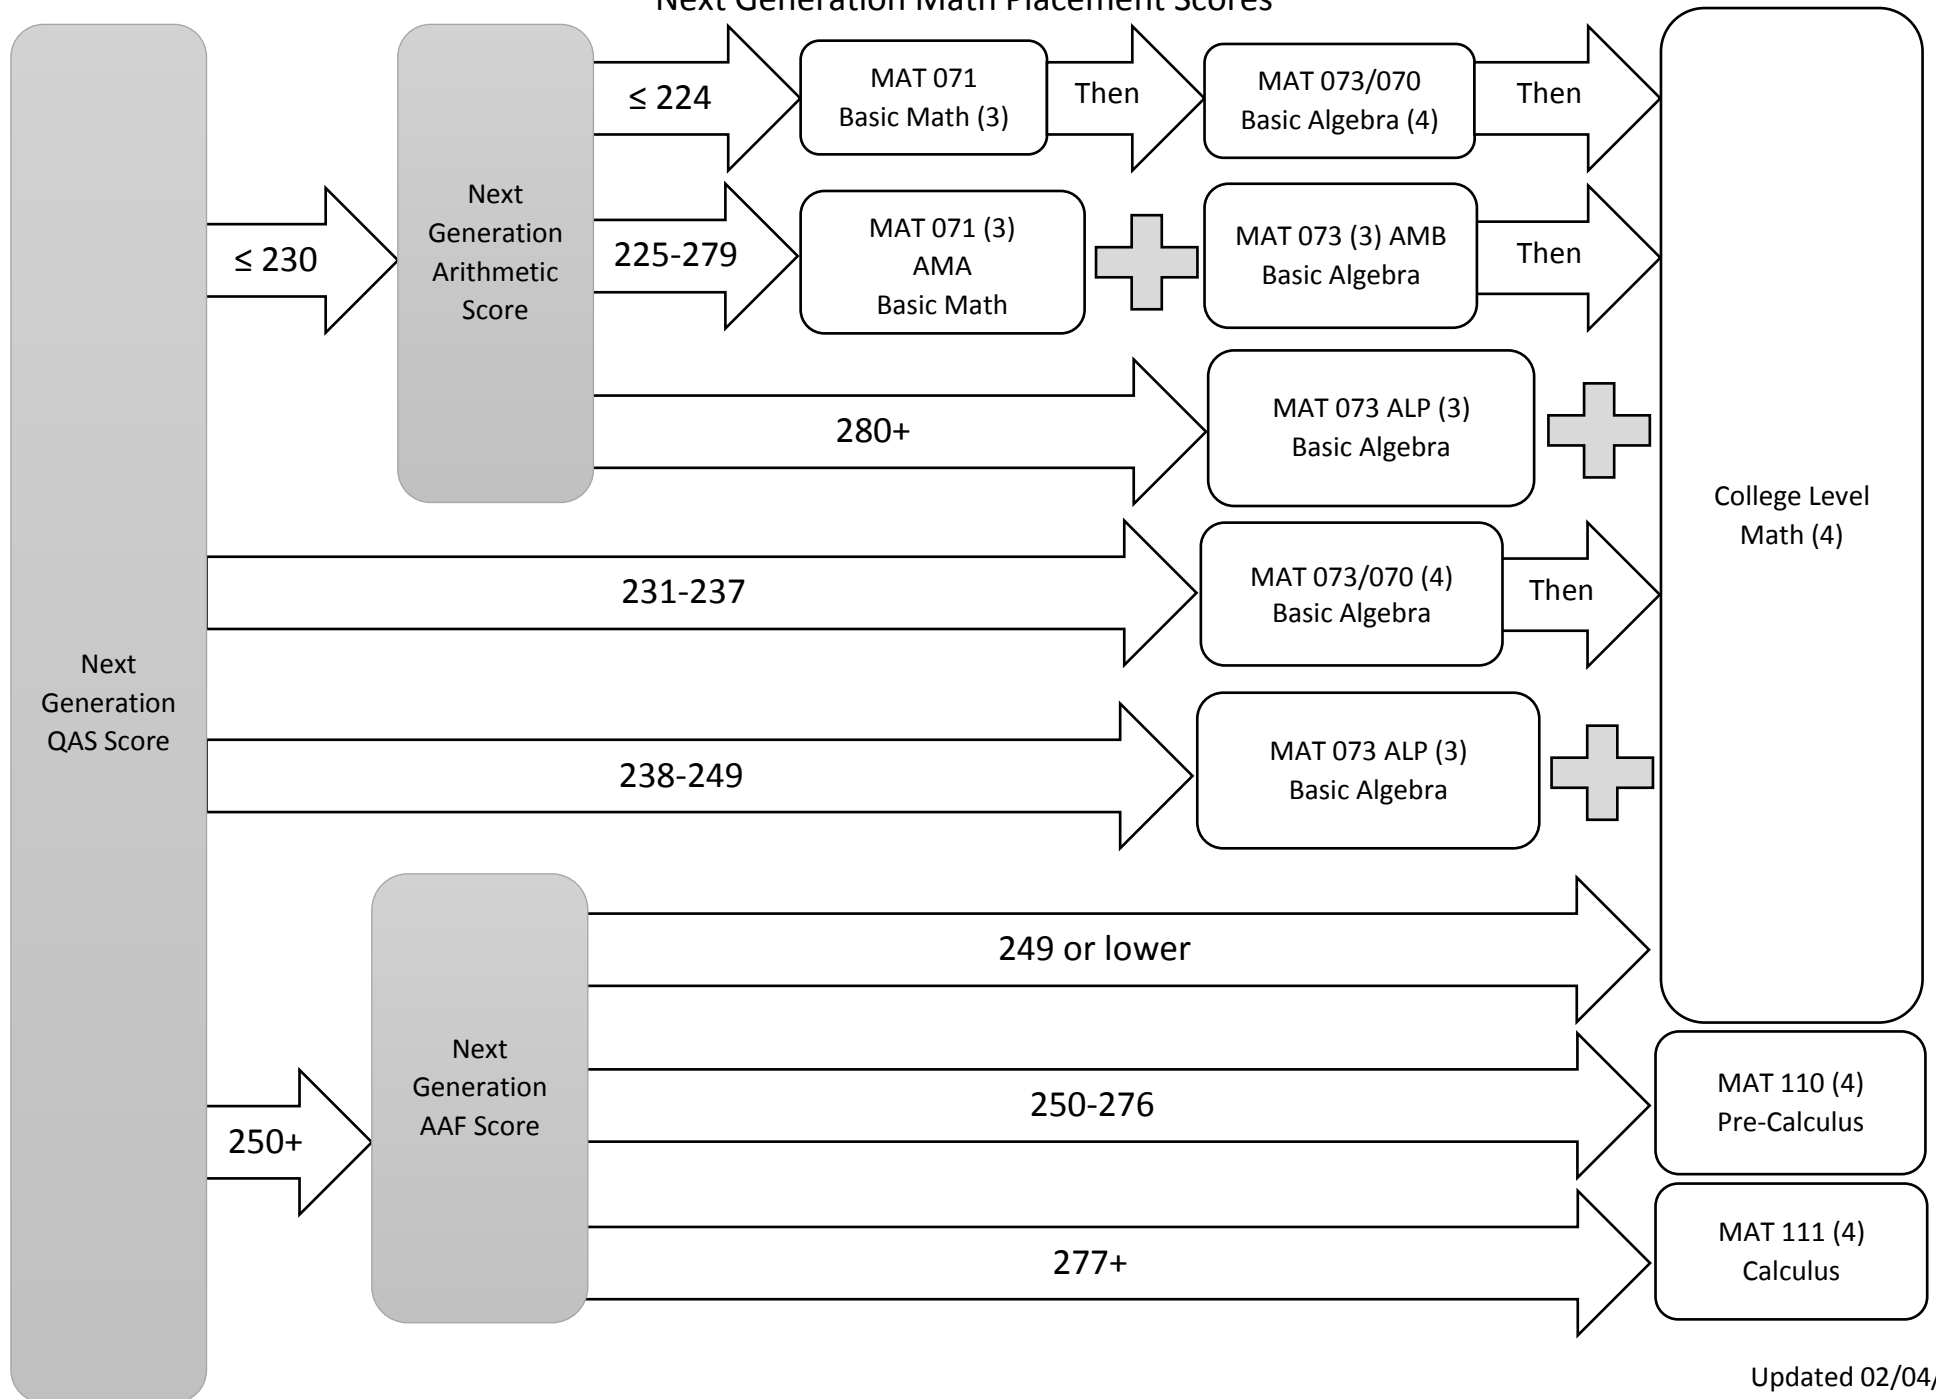 Next Generation Math Placement Scores
≤ 224
MAT 071
Basic Math (3)
Then
MAT 073/070
Basic Algebra (4)
Then
Next
Generation
Arithmetic
Score
≤ 230
225-279
MAT 071 (3)
AMA
Basic Math
MAT 073 (3) AMB
Basic Algebra
Then
280+
MAT 073 ALP (3)
Basic Algebra
College Level
Math (4)
231-237
MAT 073/070 (4)
Basic Algebra
Then
Next
Generation
QAS Score
238-249
MAT 073 ALP (3)
Basic Algebra
249 or lower
Next
Generation
AAF Score
250+
250-276
MAT 110 (4)
Pre-Calculus
277+
MAT 111 (4)
Calculus
Updated 02/04/